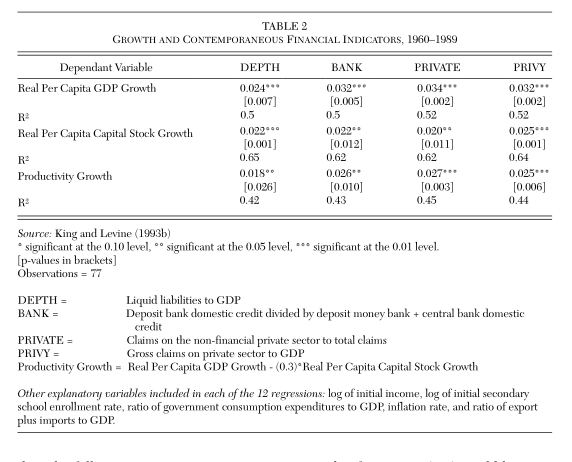 TABLE 2
GROWTH AND CONTEMPORANEOUS FINANCIAL INDICATORS, 1960–1989
Dependant Variable DEPTH BANK PRIVATE PRIVY
Real Per Capita GDP Growth 0.024*** 0.032*** 0.034*** 0.032***
[0.007] [0.005] [0.002] [0.002]
R² 0.5 0.5 0.52 0.52
Real Per Capita Capital Stock Growth 0.022*** 0.022** 0.020** 0.025***
[0.001] [0.012] [0.011] [0.001]
R² 0.65 0.62 0.62 0.64
Productivity Growth 0.018** 0.026** 0.027*** 0.025***
[0.026] [0.010] [0.003] [0.006]
R² 0.42 0.43 0.45 0.44
Source: King and Levine (1993b)
* significant at the 0.10 level, ** significant at the 0.05 level, *** significant at the 0.01 level.
[p-values in brackets]
Observations = 77
DEPTH = Liquid liabilities to GDP
BANK = Deposit bank domestic credit divided by deposit money bank + central bank domestic
credit
PRIVATE = Claims on the non-financial private sector to total claims
PRIVY = Gross claims on private sector to GDP
Productivity Growth = Real Per Capita GDP Growth - (0.3)*Real Per Capita Capital Stock Growth
Other explanatory variables included in each of the 12 regressions: log of initial income, log of initial secondary
school enrollment rate, ratio of government consumption expenditures to GDP, inflation rate, and ratio of export
plus imports to GDP.